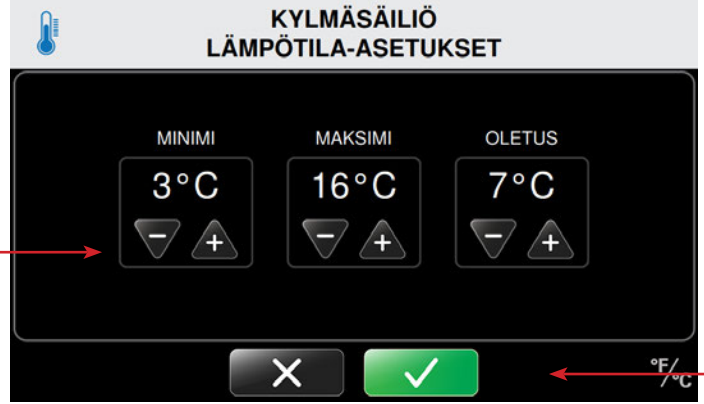 KYLMÄSÄILIÖ
LÄMPÖTILA-ASETUKSET
MINIMI MAKSIMI OLETUS
3°C 16°C 7°C
- + - + - +
°F/°C